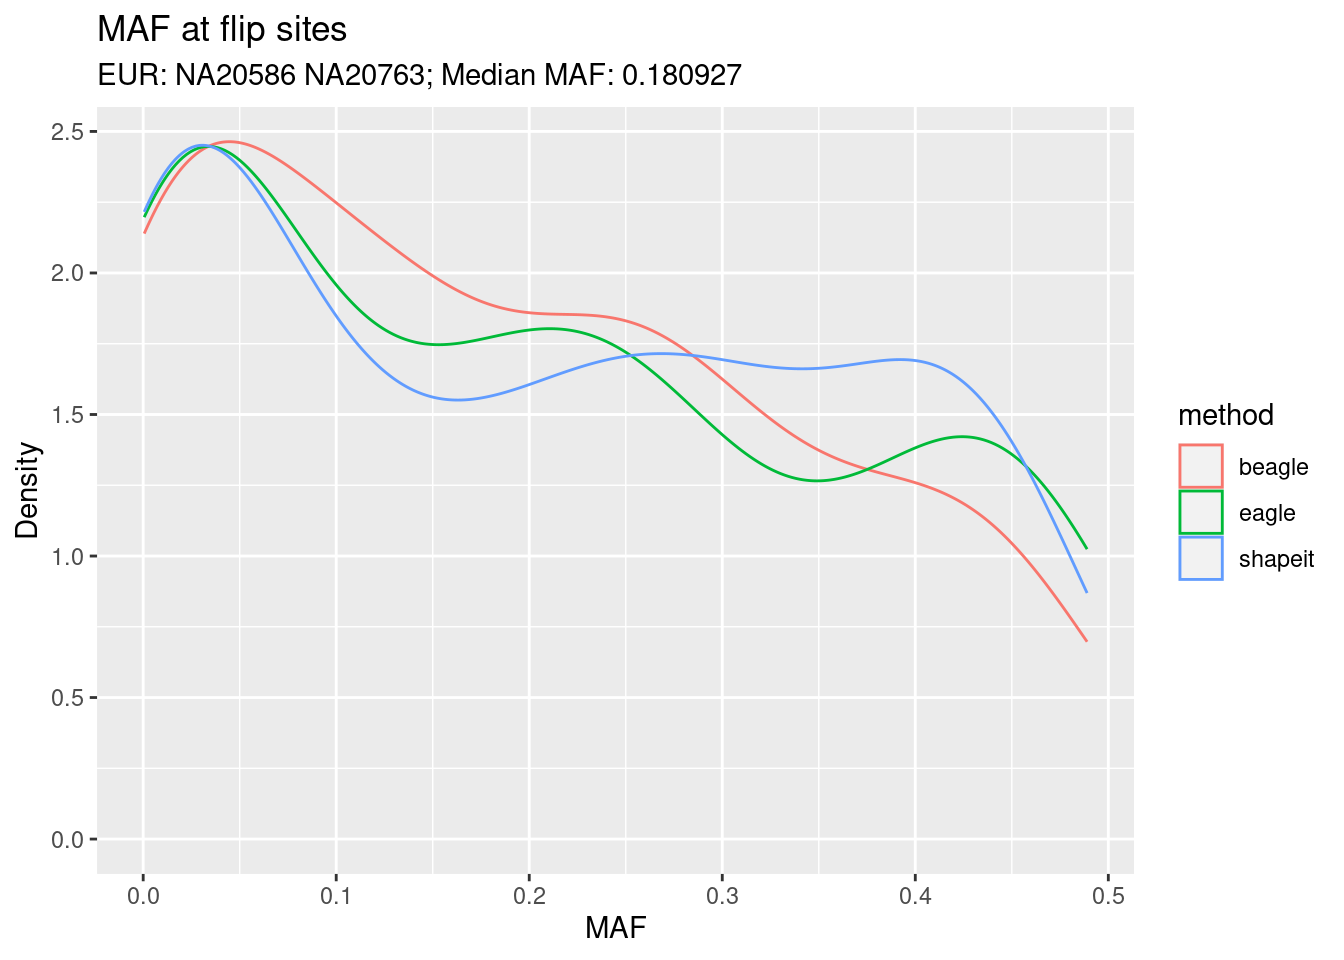 MAF at flip sites
EUR: NA20586 NA20763; Median MAF: 0.180927
2.5
2.0
1.5
1.0
0.5
0.0
Density
0.0 0.1 0.2 0.3 0.4 0.5
MAF
method
beagle
eagle
shapeit